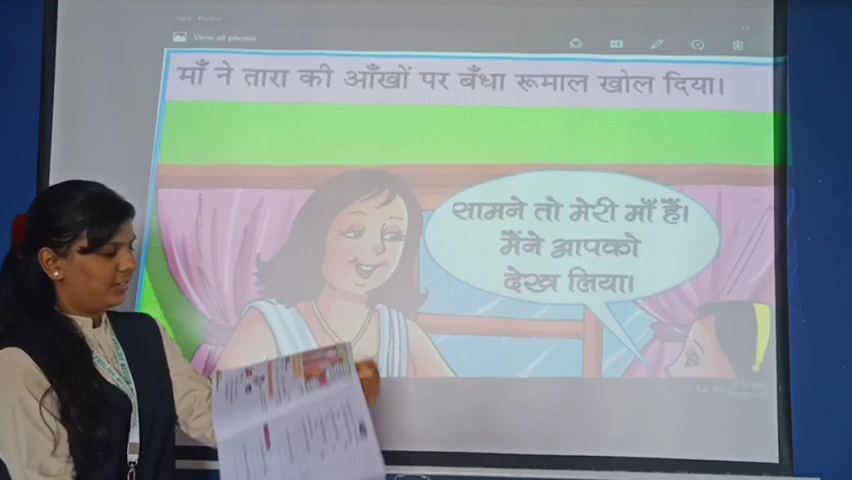 View all photos
माँ ने तारा की आँखों पर बँधा रूमाल खोल दिया।
सामने तो मेरी माँ हैं।
मैंने आपको
देख लिया।